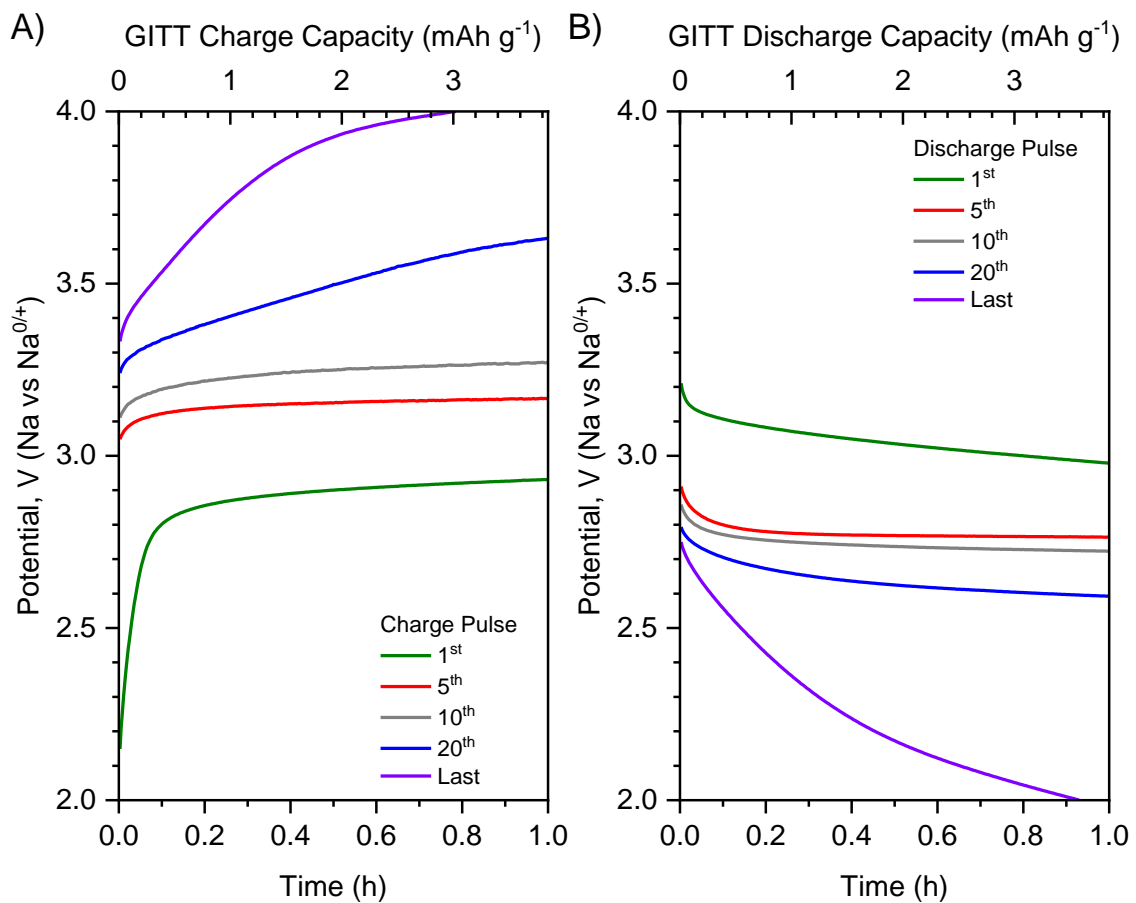 A)
GITT Charge Capacity (mAh g⁻¹)
0 1 2 3
4.0
3.5
3.0
2.5
2.0
Potential, V (Na vs Na⁰ᐟ⁺)
Charge Pulse
1ˢᵗ
5ᵗʰ
10ᵗʰ
20ᵗʰ
Last
0.0 0.2 0.4 0.6 0.8 1.0
Time (h)
B)
GITT Discharge Capacity (mAh g⁻¹)
0 1 2 3
4.0
3.5
3.0
2.5
2.0
Potential, V (Na vs Na⁰ᐟ⁺)
Discharge Pulse
1ˢᵗ
5ᵗʰ
10ᵗʰ
20ᵗʰ
Last
0.0 0.2 0.4 0.6 0.8 1.0
Time (h)